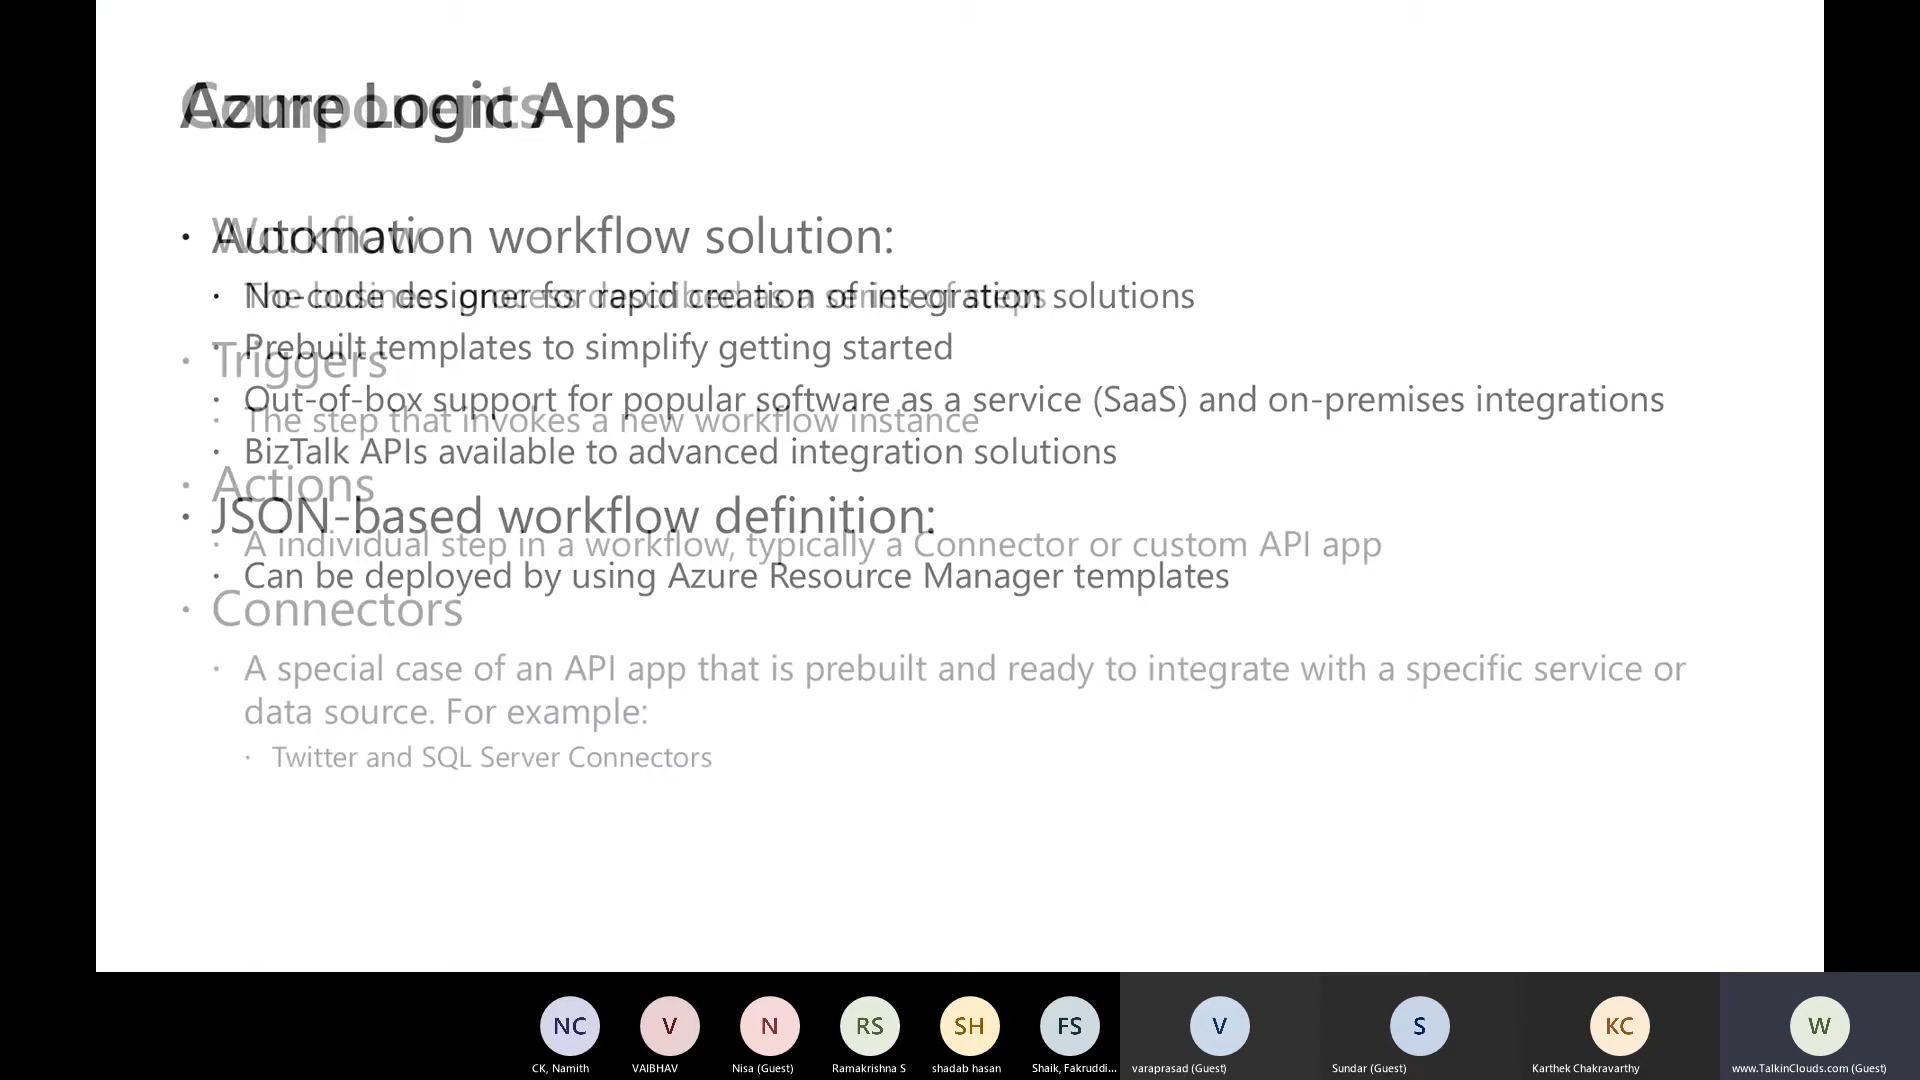 Azure Logic Apps
Components
• Automation workflow solution:
• No-code designer for rapid creation of integration solutions
• Prebuilt templates to simplify getting started
• Out-of-box support for popular software as a service (SaaS) and on-premises integrations
• BizTalk APIs available to advanced integration solutions
• JSON-based workflow definition:
• Can be deployed by using Azure Resource Manager templates
Workflow
• Triggers
• The step that invokes a new workflow instance
• Actions
• A individual step in a workflow, typically a Connector or custom API app
• Connectors
• A special case of an API app that is prebuilt and ready to integrate with a specific service or
data source. For example:
• Twitter and SQL Server Connectors
NC
V
N
RS
SH
FS
V
S
KC
W
CK, Namith
VAIBHAV
Nisa (Guest)
Ramakrishna S
shadab hasan
Shaik, Fakruddi...
varaprasad (Guest)
Sundar (Guest)
Karthek Chakravarthy
www.TalkinClouds.com (Guest)